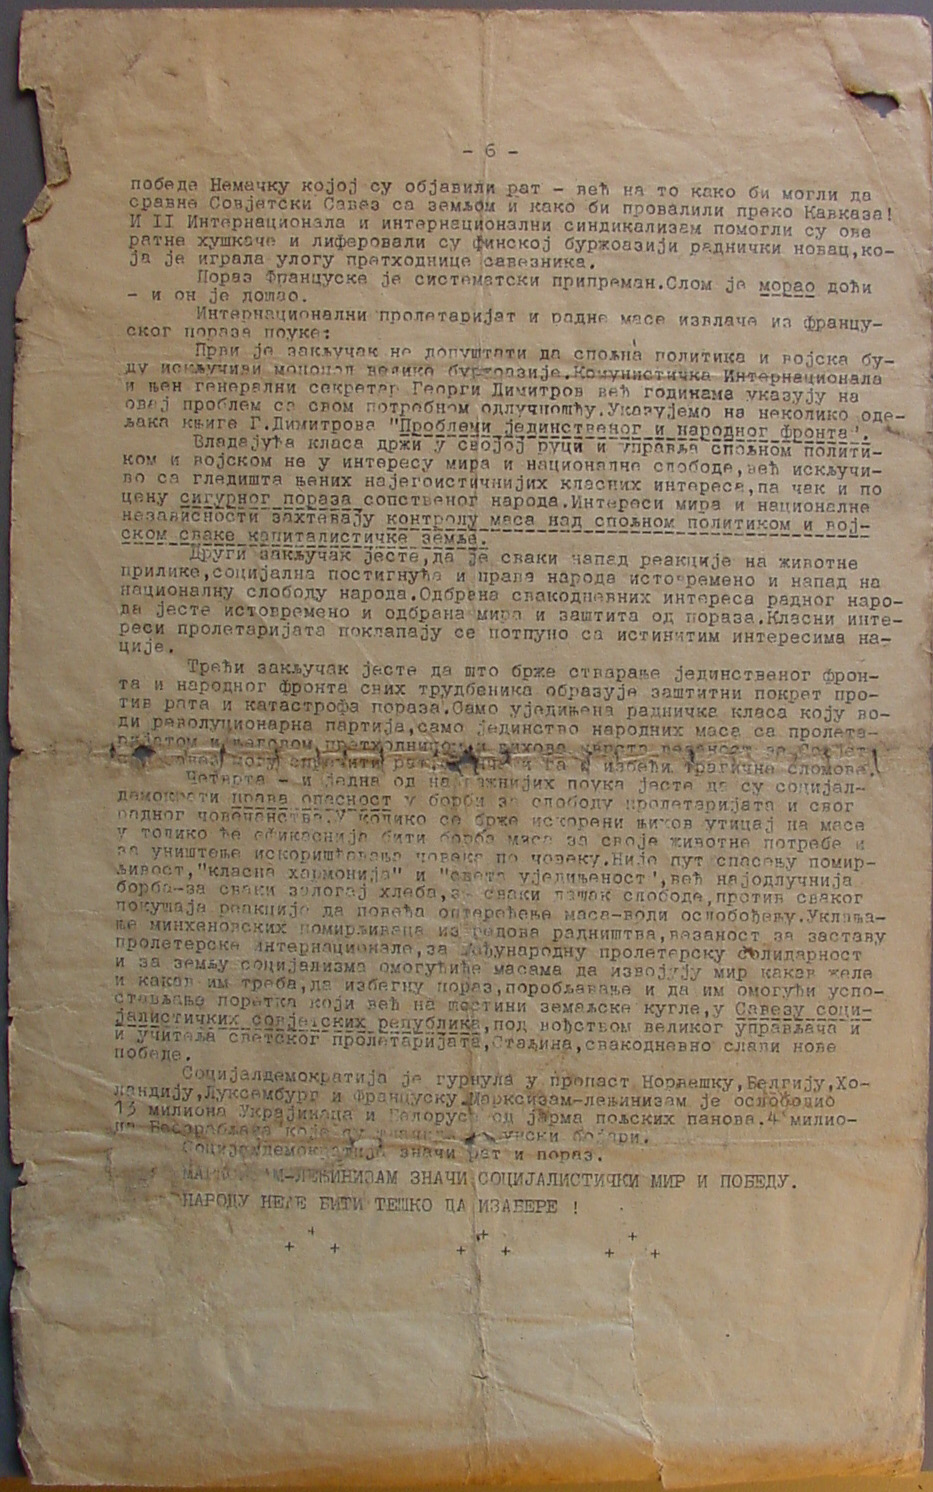 - 6 -
победе Немачку којој су објавили рат - већ на то како би могли да
сравне Совјетски Савез са земљом и како би провалили преко Кавказа!
И II Интернационала и интернационални синдикализам помогли су ове
ратне хушкаче и лиферовали су финској буржоазији раднички новац,ко-
ја је играла улогу претходнице савезника.
Пораз Француске је систематски припреман.Слом је морао доћи
- и он је дошао.
Интернационални пролетаријат и радне масе извлаче из францу-
ског пораза поуке:
Први је закључак не допуштати да спољна политика и војска бу-
ду искључиви монопол велике буржоазије.Комунистичка Интернационала
и њен генерални секретар Георги Димитров већ годинама указују на
овај проблем са свом потребном одлучношћу.Указујемо на неколико оде-
љака књиге Г.Димитрова "Проблеми јединственог и народног фронта".
Владајућа класа држи у својој руци и управља спољном полити-
ком и војском не у интересу мира и националне слободе,већ искључи-
во са гледишта њених најегоистичнијих класних интереса,па чак и по
цену сигурног пораза сопственог народа.Интереси мира и националне
независности захтевају контролу маса над спољном политиком и вој-
ском сваке капиталистичке земље.
Други закључак јесте,да је сваки напад реакције на животне
прилике,социјална постигнућа и права народа истовремено и напад на
националну слободу народа.Одбрана свакодневних интереса радног наро-
да јесте истовремено и одбрана мира и заштита од пораза.Класни инте-
реси пролетаријата поклапају се потпуно са истинитим интересима на-
ције.
Трећи закључак јесте да што брже стварање јединственог фрон-
та и народног фронта свих трудбеника образује заштитни покрет про-
тив рата и катастрофа пораза.Само уједињена радничка класа коју во-
ди револуционарна партија,само јединство народних маса са пролета-
ријатом и његовом претходницом и
могу и избећи трагичне сломове.
Четврта - и једна од најважнијих поука јесте да су социјал-
демократи права опасност у борби за слободу пролетаријата и свог
радног човечанства.У колико се брже искорени њихов утицај на масе
у толико ће ефикаснија бити борба маса за своје животне потребе и
за уништење искоришћавања човека по човеку.Није пут спасењу помир-
љивост,"класна хармонија" и "света уједињеност",већ најодлучнија
борба-за сваки залогај хлеба,за сваки дашак слободе,против сваког
покушаја реакције да повећа оптерећење маса-води ослобођењу.Уклања-
ње минхеновских помирљиваца из редова радништва,везаност за заставу
пролетерске Интернационале,за Међународну пролетерску солидарност
и за земљу социјализма омогућиће масама да извојују мир какав желе
и какав им треба,да избегну пораз,поробљавање и да им омогући успо-
стављање поретка који већ на шестини земаљске кугле,у Савезу соци-
јалистичких совјетских република,под вођством великог управљача и
и учитеља светског пролетаријата,Стаљина,свакодневно слави нове
победе.
Социјалдемократија је гурнула у пропаст Норвешку,Белгију,Хо-
ландију,Луксембург и Француску.Марксизам-лењинизам је ослободио
13 милиона Украјинаца и Белоруса од јарма пољских панова.4 милио-
на Бесарабљана које су бојари.
Социјалдемократија значи рат и пораз.
МАРКСИЗАМ-ЛЕЊИНИЗАМ ЗНАЧИ СОЦИЈАЛИСТИЧКИ МИР И ПОБЕДУ.
НАРОДУ НЕЋЕ БИТИ ТЕШКО ДА ИЗАБЕРЕ !
+ + +
+ + + + + +